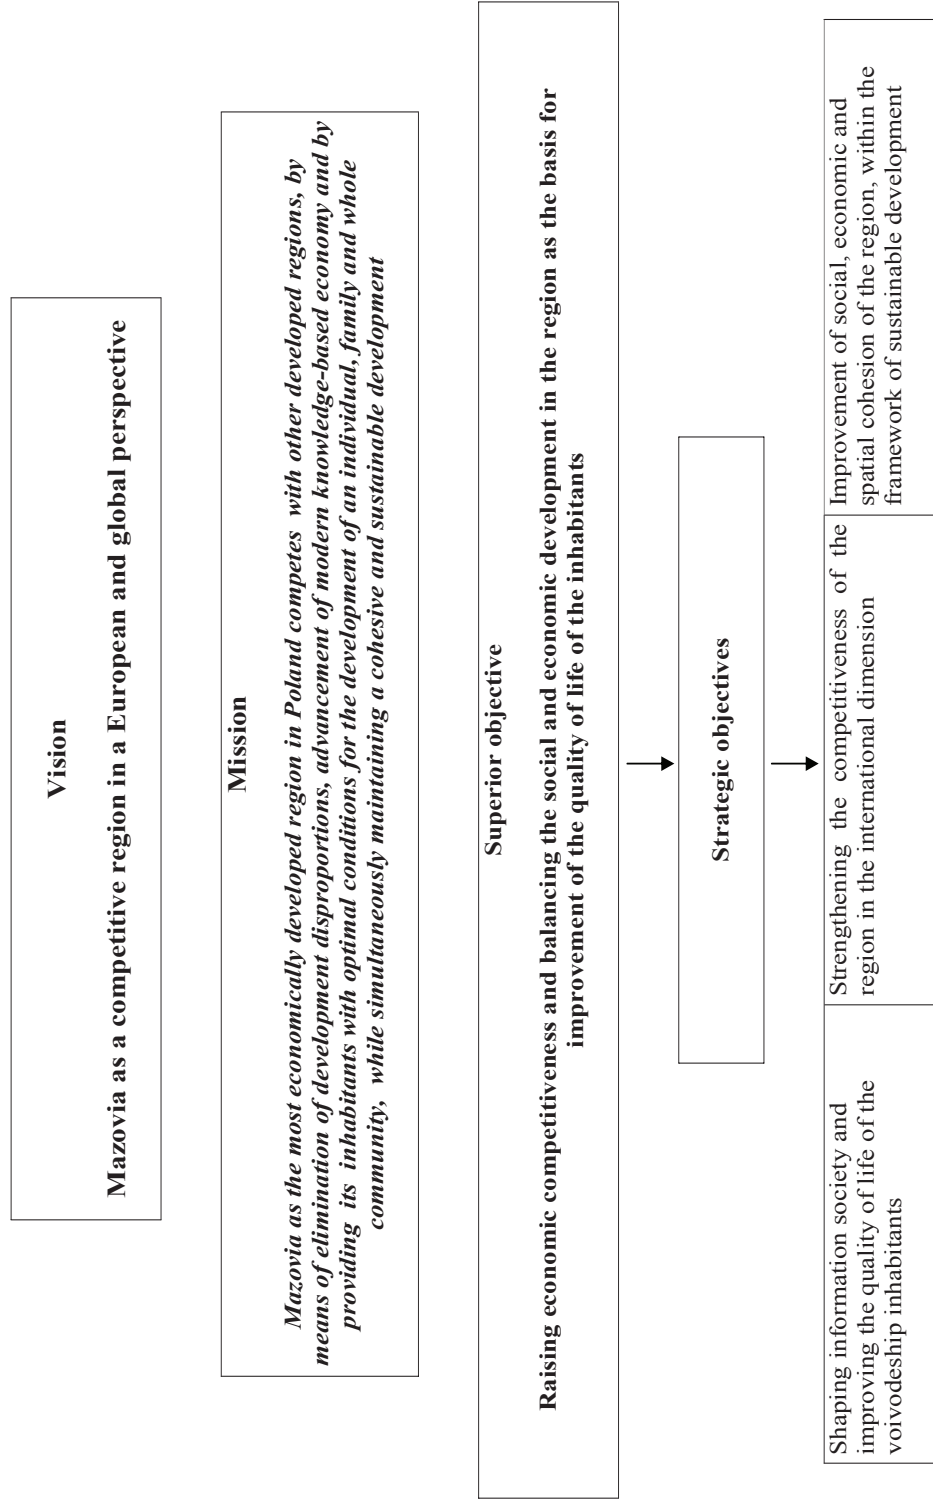 Vision
Mazovia as a competitive region in a European and global perspective
Mission
Mazovia as the most economically developed region in Poland competes with other developed regions, by
means of elimination of development disproportions, advancement of modern knowledge-based economy and by
providing its inhabitants with optimal conditions for the development of an individual, family and whole
community, while simultaneously maintaining a cohesive and sustainable development
Superior objective
Raising economic competitiveness and balancing the social and economic development in the region as the basis for
improvement of the quality of life of the inhabitants
Strategic objectives
Shaping information society and
improving the quality of life of the
voivodeship inhabitants
Strengthening the competitiveness of the
region in the international dimension
Improvement of social, economic and
spatial cohesion of the region, within the
framework of sustainable development